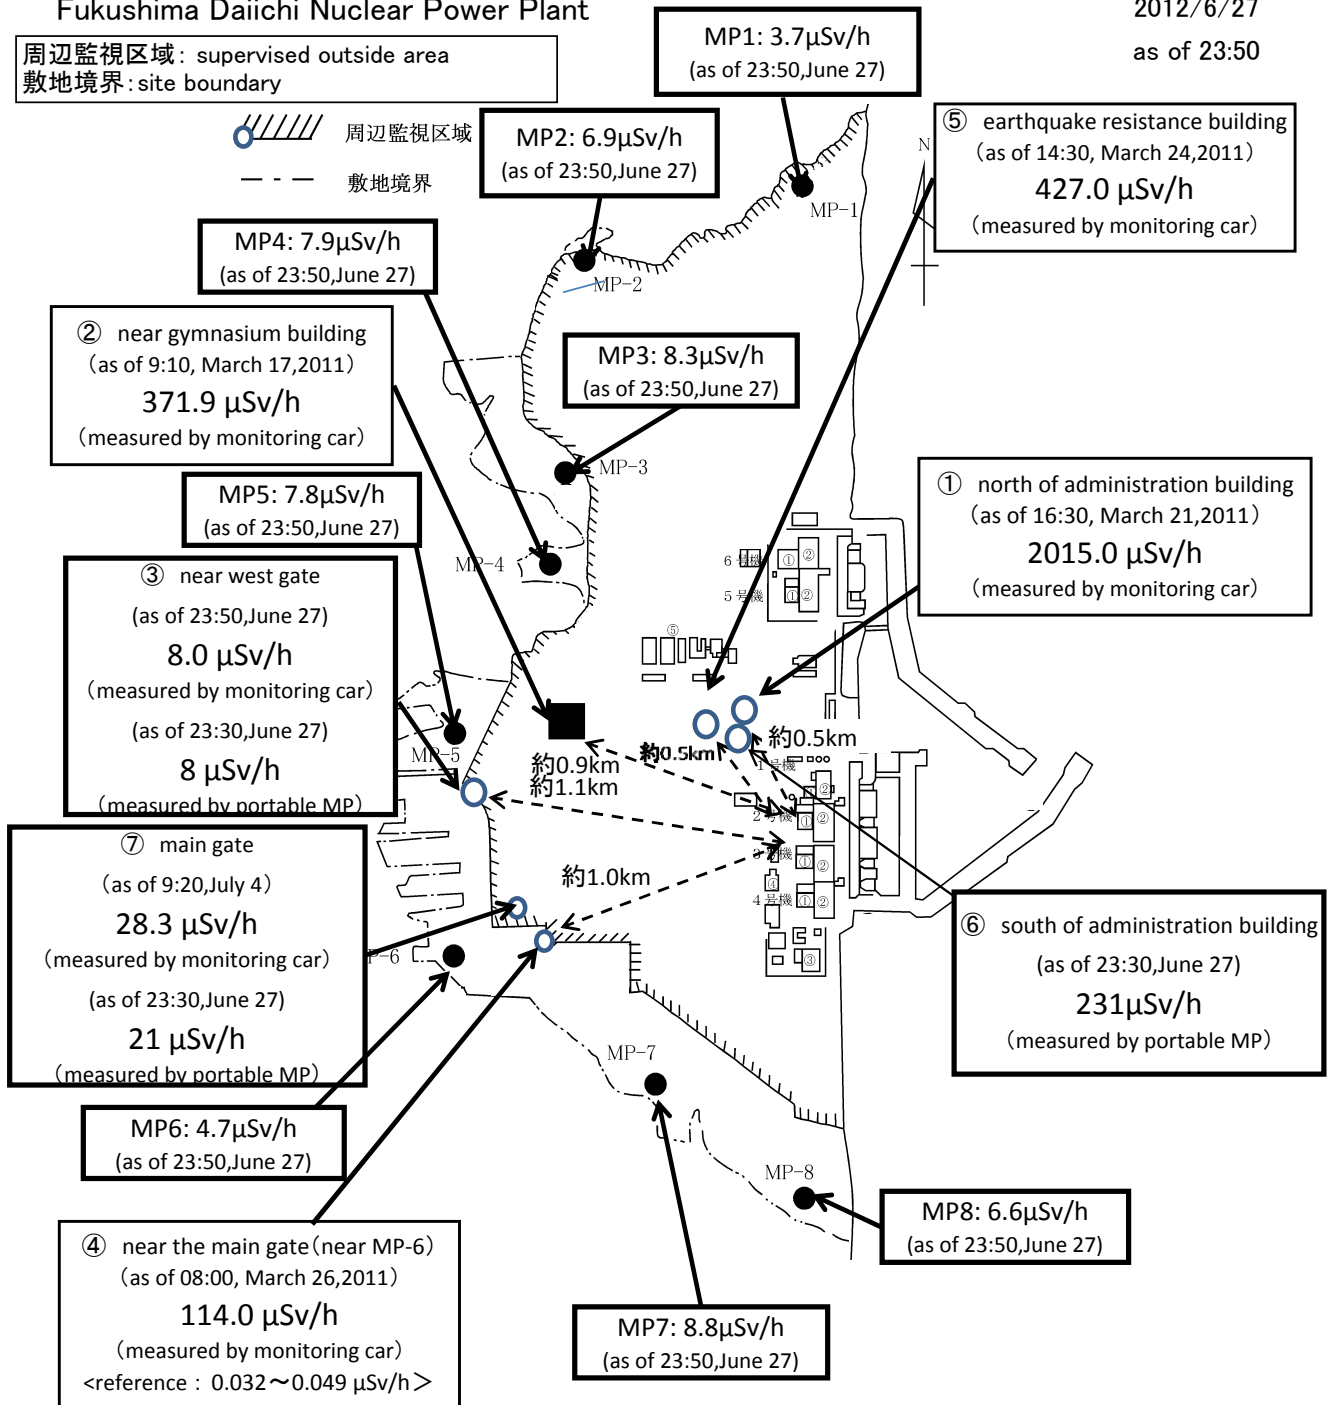 Fukushima Daiichi Nuclear Power Plant
2012/6/27
as of 23:50
周辺監視区域: supervised outside area
敷地境界:site boundary
周辺監視区域
敷地境界
MP1: 3.7μSv/h
(as of 23:50,June 27)
MP2: 6.9μSv/h
(as of 23:50,June 27)
⑤ earthquake resistance building
(as of 14:30, March 24,2011)
427.0 μSv/h
(measured by monitoring car)
N
MP-1
MP4: 7.9μSv/h
(as of 23:50,June 27)
MP-2
② near gymnasium building
(as of 9:10, March 17,2011)
371.9 μSv/h
(measured by monitoring car)
MP3: 8.3μSv/h
(as of 23:50,June 27)
MP-3
MP5: 7.8μSv/h
(as of 23:50,June 27)
① north of administration building
(as of 16:30, March 21,2011)
2015.0 μSv/h
(measured by monitoring car)
MP-4
6号機
① ②
5号機
① ②
⑤
③ near west gate
(as of 23:50,June 27)
8.0 μSv/h
(measured by monitoring car)
(as of 23:30,June 27)
8 μSv/h
(measured by portable MP)
MP-5
約0.9km
約1.1km
約0.5km
約0.5km
1号機
②
2号機
① ②
3号機
① ②
④
4号機
① ②
③
約1.0km
⑦ main gate
(as of 9:20,July 4)
28.3 μSv/h
(measured by monitoring car)
(as of 23:30,June 27)
21 μSv/h
(measured by portable MP)
P-6
⑥ south of administration building
(as of 23:30,June 27)
231μSv/h
(measured by portable MP)
MP-7
MP6: 4.7μSv/h
(as of 23:50,June 27)
MP-8
MP8: 6.6μSv/h
(as of 23:50,June 27)
④ near the main gate(near MP-6)
(as of 08:00, March 26,2011)
114.0 μSv/h
(measured by monitoring car)
<reference : 0.032～0.049 μSv/h>
MP7: 8.8μSv/h
(as of 23:50,June 27)